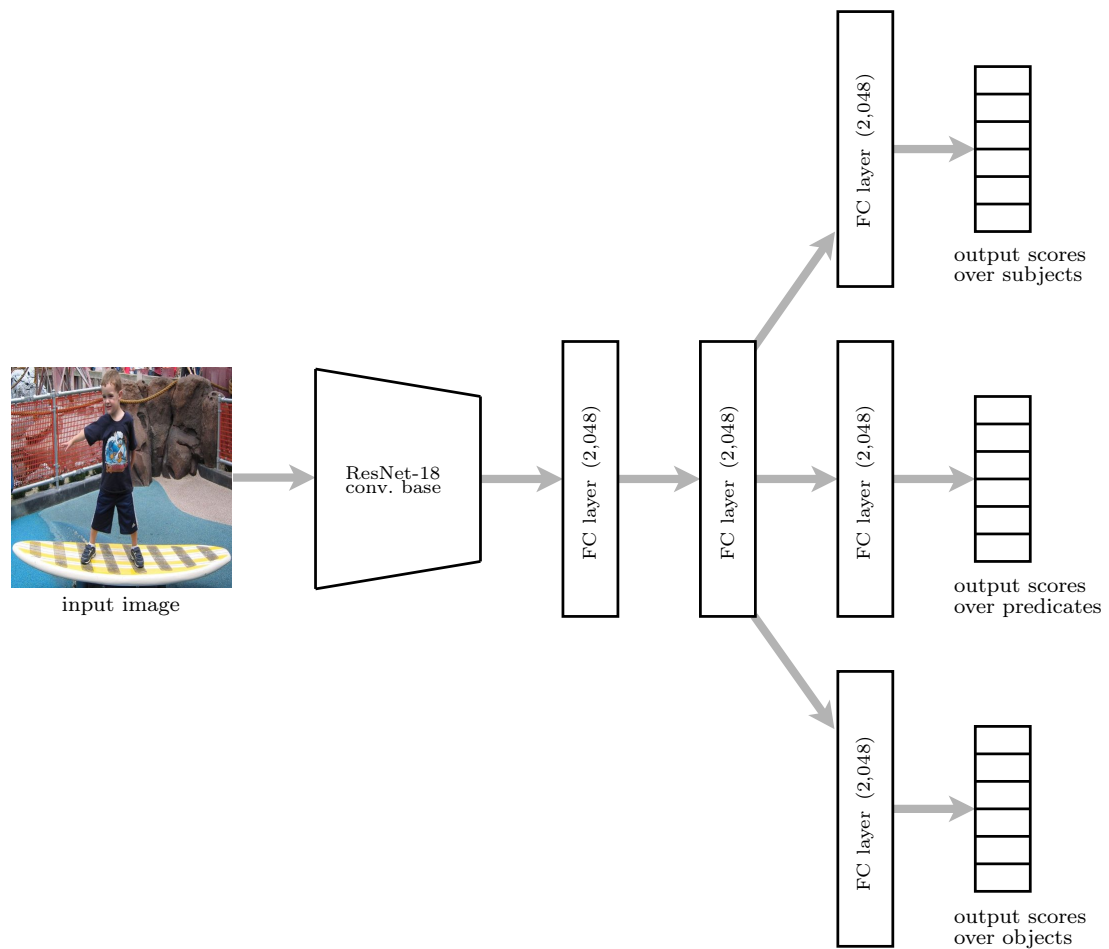 input image
ResNet-18
conv. base
FC layer (2,048)
FC layer (2,048)
FC layer (2,048)
output scores
over subjects
FC layer (2,048)
output scores
over predicates
FC layer (2,048)
output scores
over objects